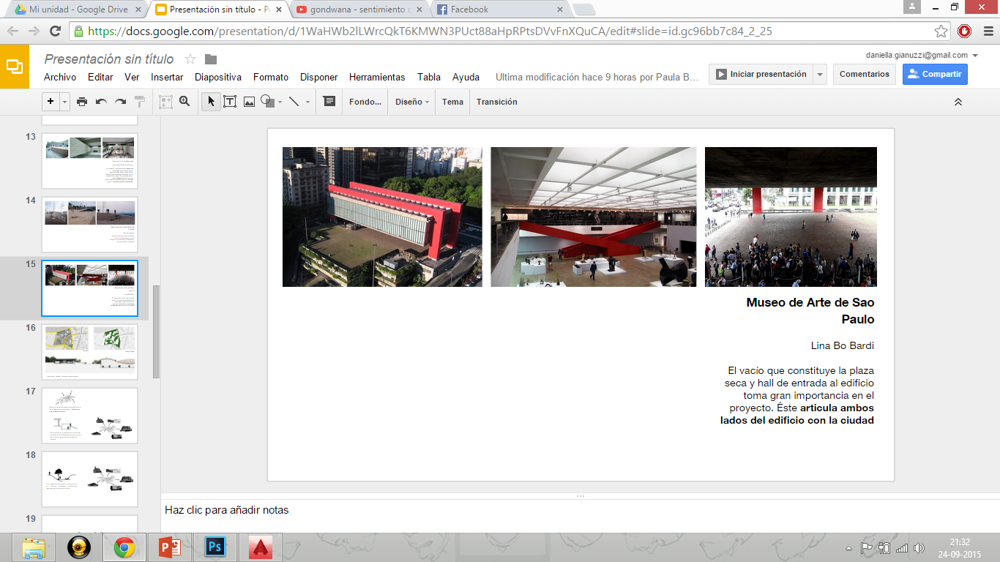 Mi unidad - Google Drive
Presentación sin título - P
gondwana - sentimiento
Facebook
https://docs.google.com/presentation/d/1WaHWb2lLWrcQkT6KMWN3PUct88aHpRPtsDVvFnXQuCA/edit#slide=id.gc96bb7c84_2_25
Presentación sin título
daniella.gianuzzi@gmail.com
Archivo Editar Ver Insertar Diapositiva Formato Disponer Herramientas Tabla Ayuda Última modificación hace 9 horas por Paula B...
Iniciar presentación
Comentarios
Compartir
Fondo... Diseño Tema Transición
13
14
15
16
17
18
19
Museo de Arte de Sao
Paulo
Lina Bo Bardi
El vacío que constituye la plaza
seca y hall de entrada al edificio
toma gran importancia en el
proyecto. Éste articula ambos
lados del edificio con la ciudad
Haz clic para añadir notas
Ps
21:32
24-09-2015